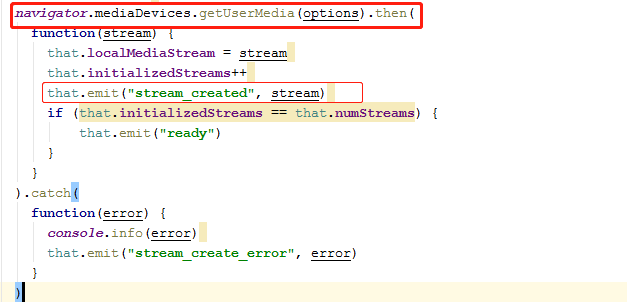 navigator.mediaDevices.getUserMedia(options).then(
function(stream) {
that.localMediaStream = stream
that.initializedStreams++
that.emit("stream_created", stream)
if (that.initializedStreams == that.numStreams) {
that.emit("ready")
}
}
).catch(
function(error) {
console.info(error)
that.emit("stream_create_error", error)
}
)